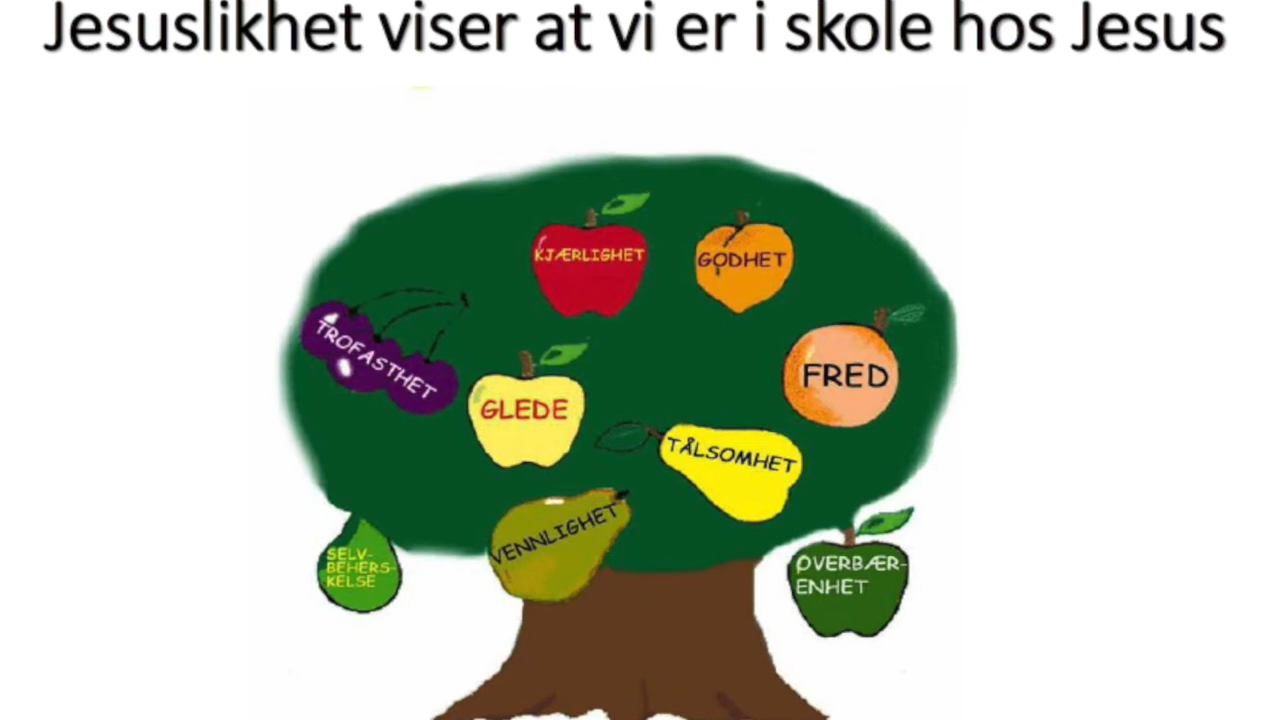 Jesuslikhet viser at vi er i skole hos Jesus
KJÆRLIGHET
GODHET
TROFASTHET
FRED
GLEDE
TÅLSOMHET
VENNLIGHET
SELV-
BEHERS-
KELSE
OVERBÆR-
ENHET